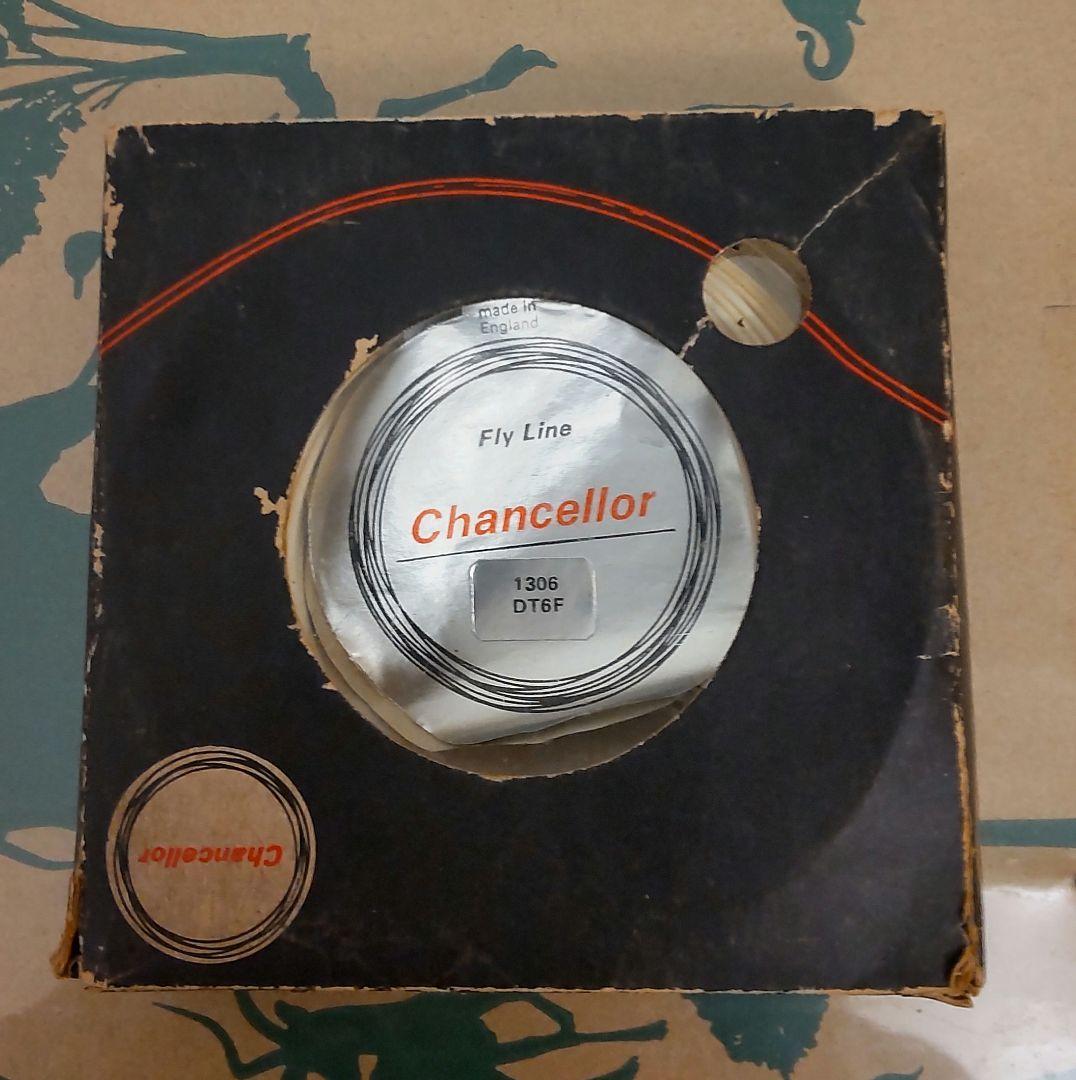 made in
England
Fly Line
Chancellor
1306
DT6F
Chancellor